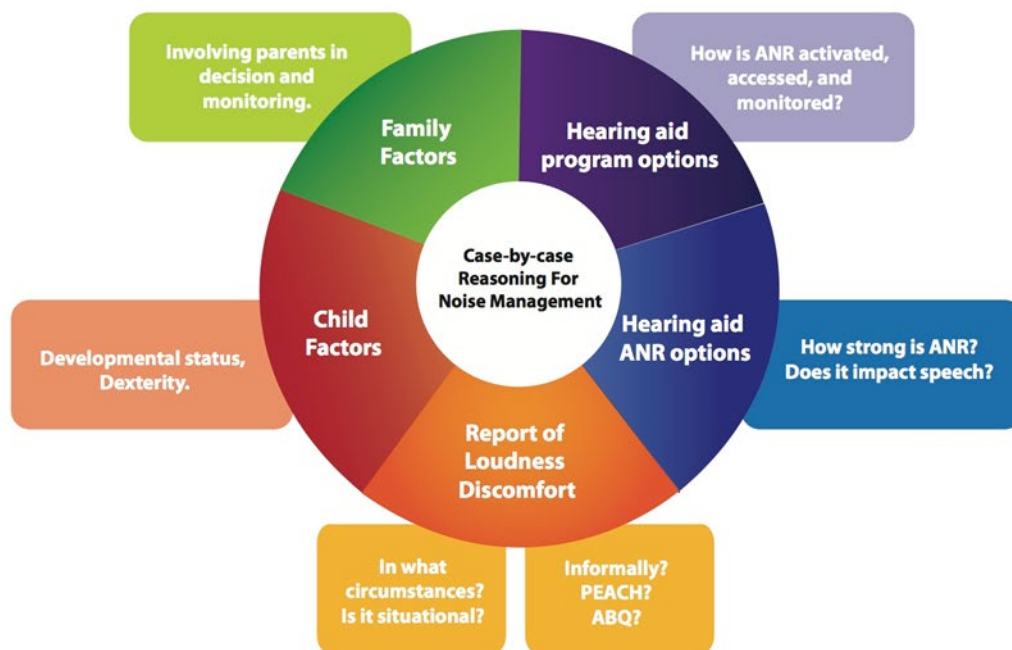 Involving parents in
decision and
monitoring.
How is ANR activated,
accessed, and
monitored?
Family
Factors
Hearing aid
program options
Case-by-case
Reasoning For
Noise Management
Child
Factors
Hearing aid
ANR options
Developmental status,
Dexterity.
How strong is ANR?
Does it impact speech?
Report of
Loudness
Discomfort
In what
circumstances?
Is it situational?
Informally?
PEACH?
ABQ?